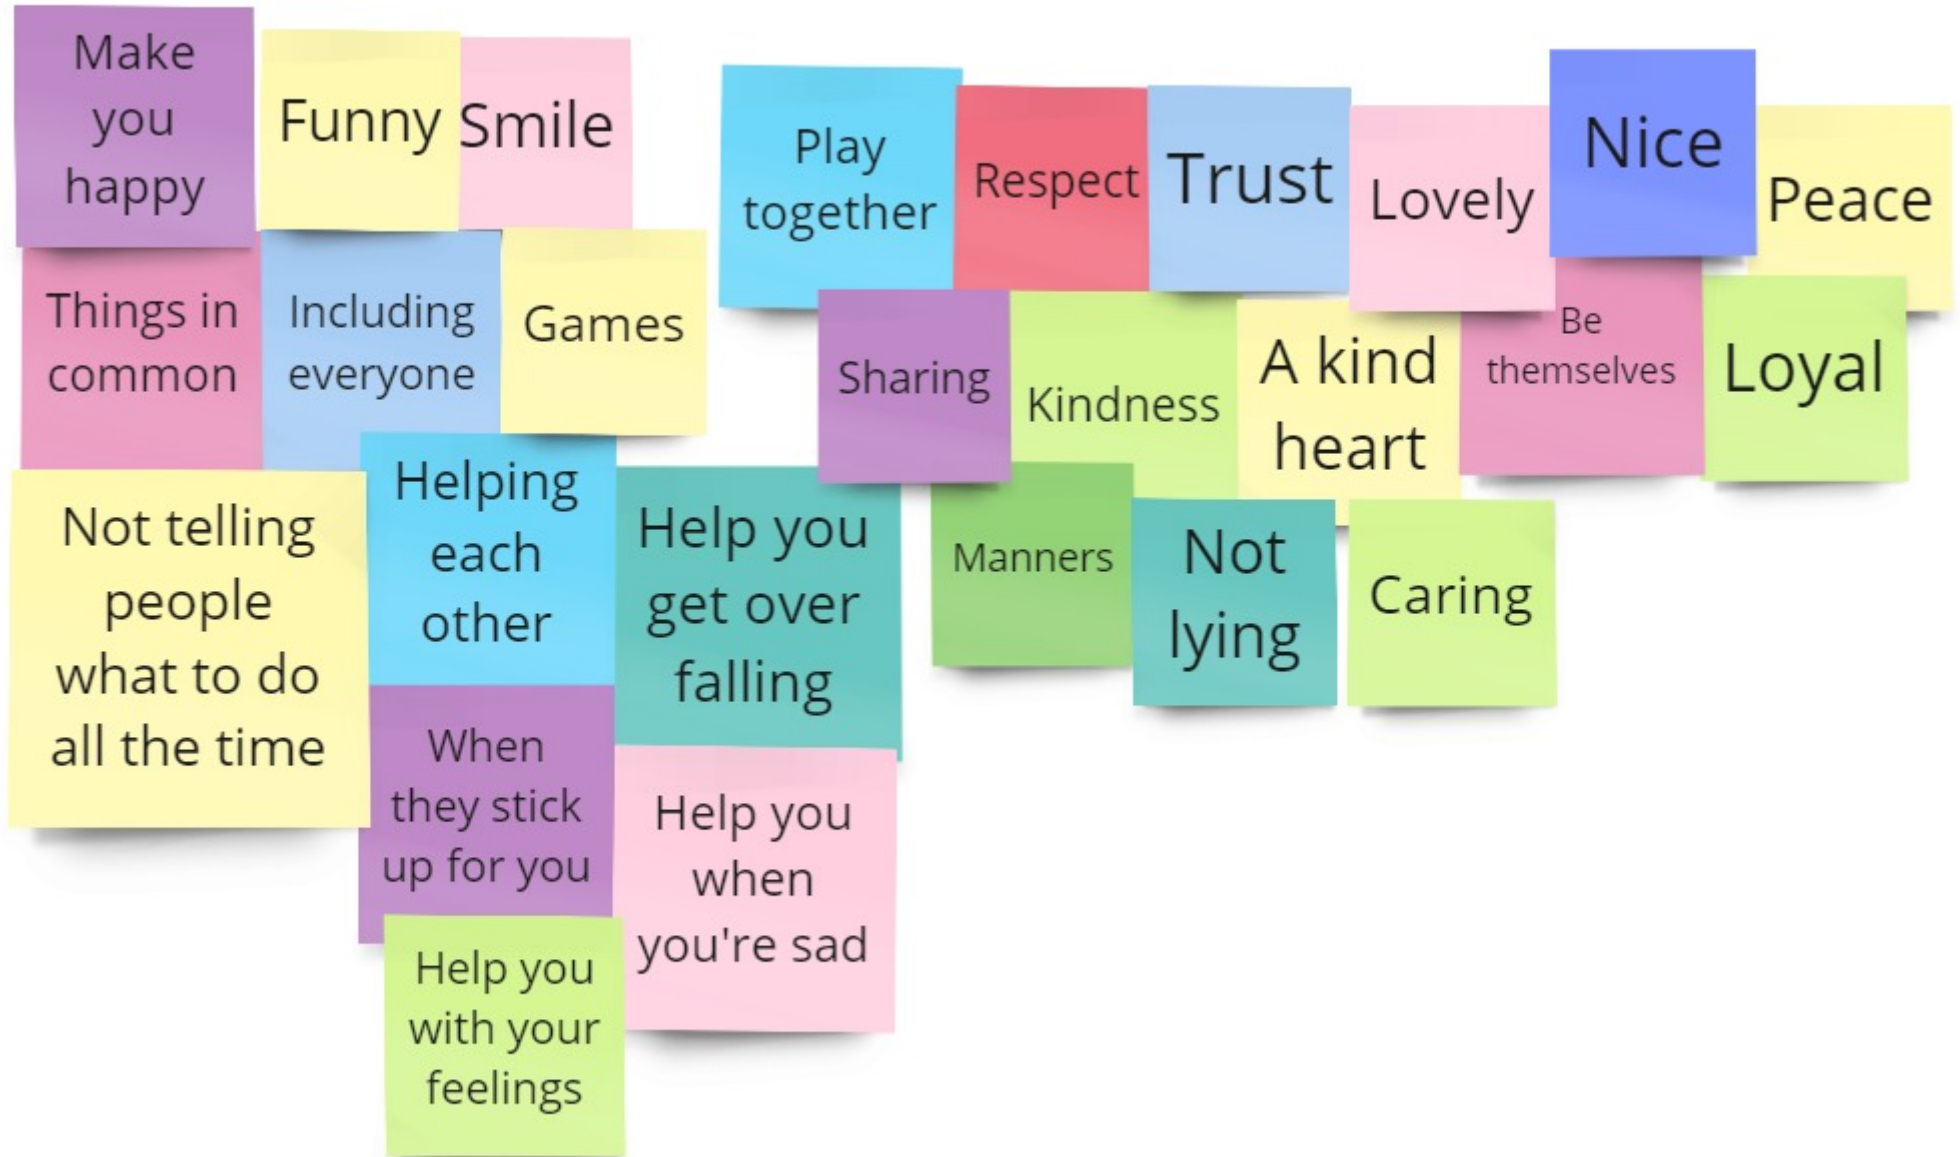 Make
you
happy
Funny
Smile
Things in
common
Including
everyone
Games
Not telling
people
what to do
all the time
Helping
each
other
Help you
get over
falling
When
they stick
up for you
Help you
when
you're sad
Help you
with your
feelings
Play
together
Respect
Trust
Lovely
Nice
Peace
Sharing
Kindness
A kind
heart
Be
themselves
Loyal
Manners
Not
lying
Caring